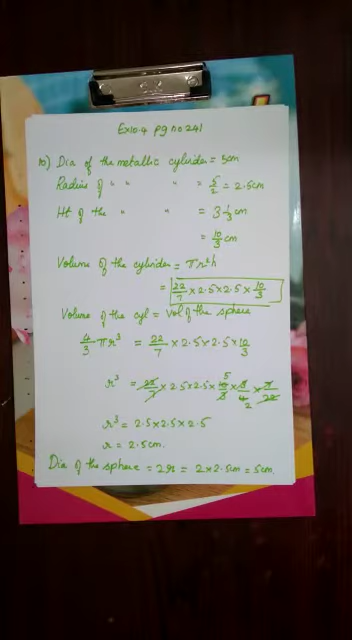 Ex10.4 pg no 241
10) Dia of the metallic cylinder = 5cm
Radius of " " " = 5/2 = 2.5cm
Ht of the " " = 3 1/3 cm
= 10/3 cm
Volume of the cylinder = πr²h
= 22/7 × 2.5 × 2.5 × 10/3
Volume of the cyl = Vol of the sphere
4/3 πr³ = 22/7 × 2.5 × 2.5 × 10/3
r³ = 22/7 × 2.5 × 2.5 × 10/3 × 3/4 × 7/22
5
2
r³ = 2.5 × 2.5 × 2.5
r = 2.5cm.
Dia of the sphere = 2r = 2 × 2.5cm = 5cm.